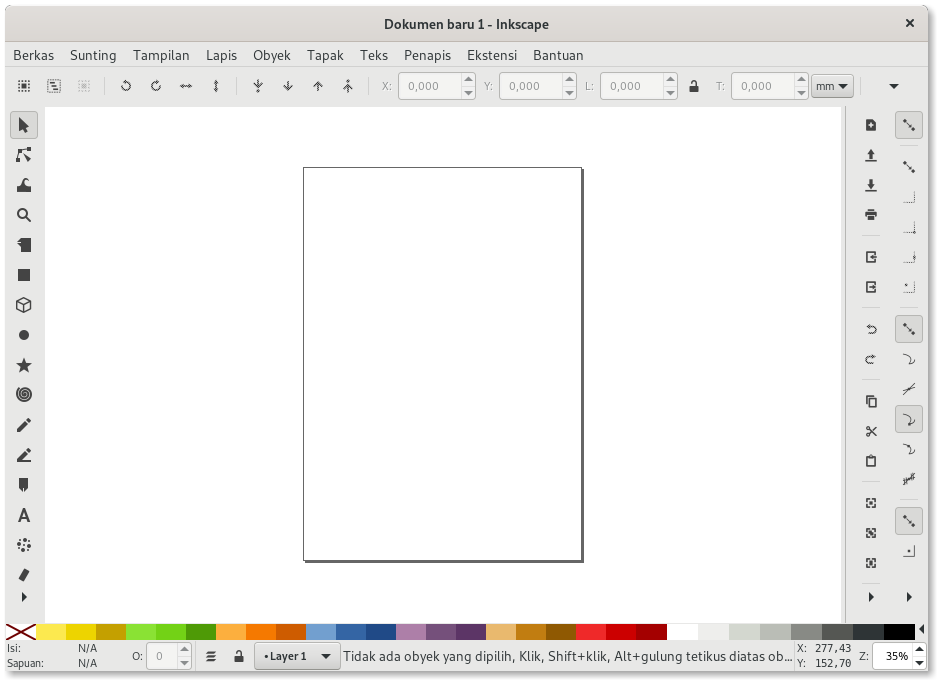 Dokumen baru 1 - Inkscape
Berkas Sunting Tampilan Lapis Obyek Tapak Teks Penapis Ekstensi Bantuan
X: 0,000 Y: 0,000 L: 0,000 T: 0,000 mm
Isi: N/A
Sapuan: N/A
O: 0
•Layer 1
Tidak ada obyek yang dipilih, Klik, Shift+klik, Alt+gulung tetikus diatas ob...
X: 277,43
Y: 152,70
Z: 35%